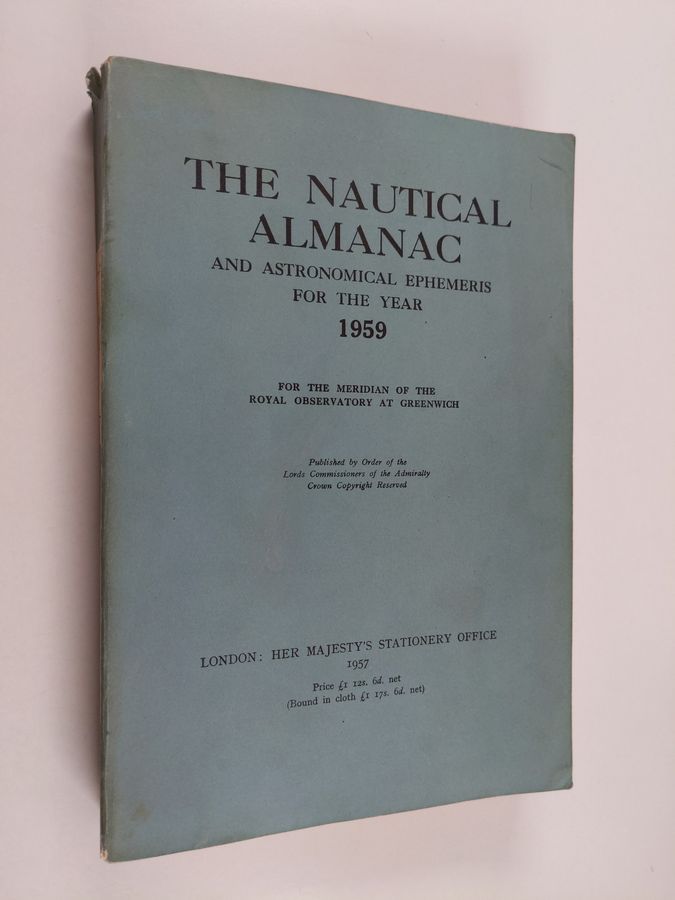 THE NAUTICAL
ALMANAC
AND ASTRONOMICAL EPHEMERIS
FOR THE YEAR
1959
FOR THE MERIDIAN OF THE
ROYAL OBSERVATORY AT GREENWICH
Published by Order of the
Lords Commissioners of the Admiralty
Crown Copyright Reserved
LONDON: HER MAJESTY'S STATIONERY OFFICE
1957
Price £1 12s. 6d. net
(Bound in cloth £1 17s. 6d. net)